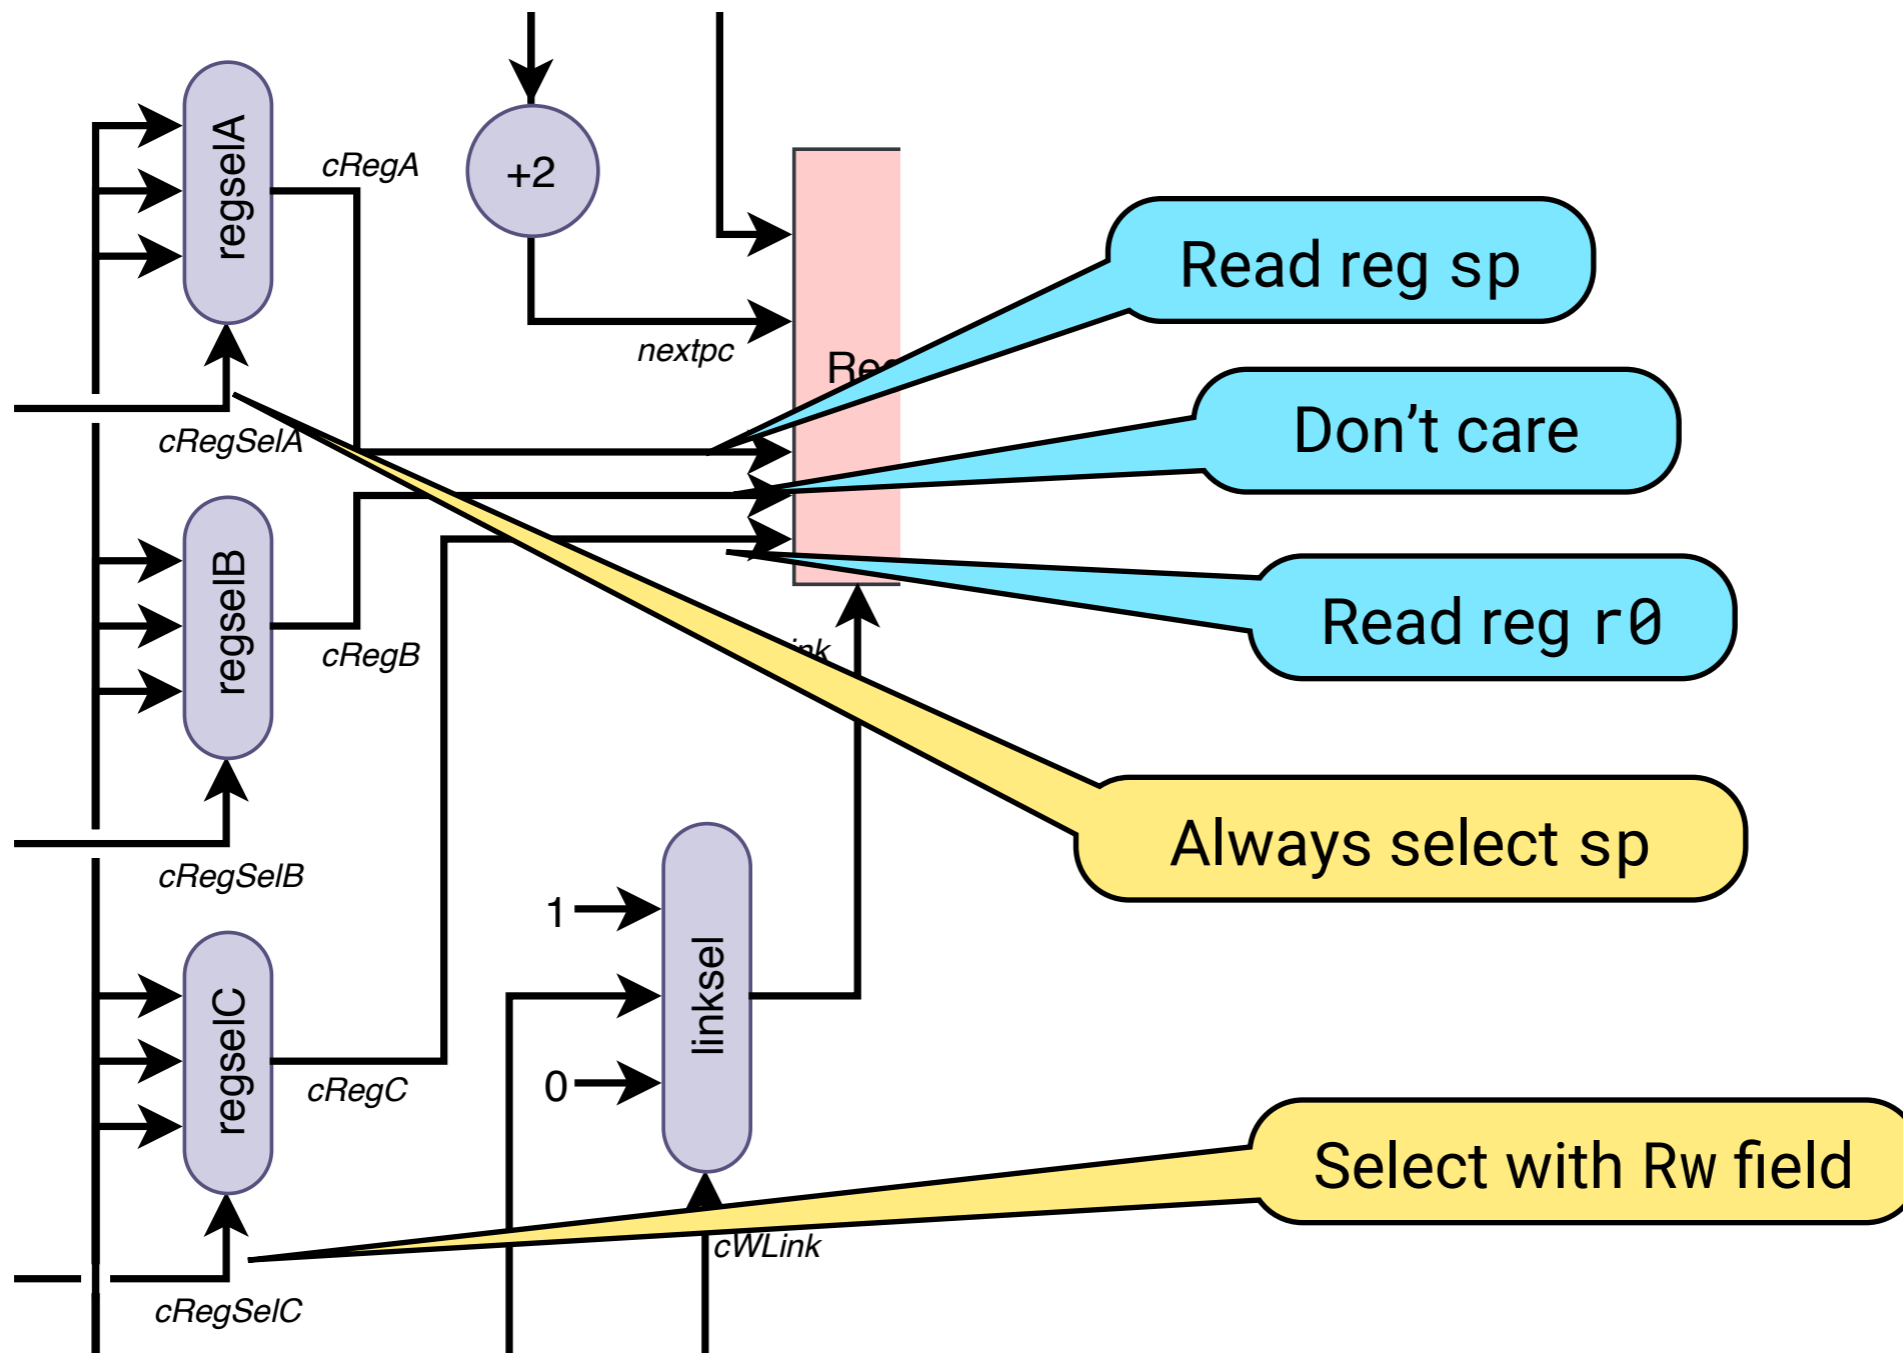 regselA
cRegA
+2
nextpc
Read reg sp
Don’t care
cRegSelA
regselB
cRegB
Read reg r0
cRegSelB
Always select sp
1
linksel
regselC
cRegC
0
Select with Rw field
cWLink
cRegSelC